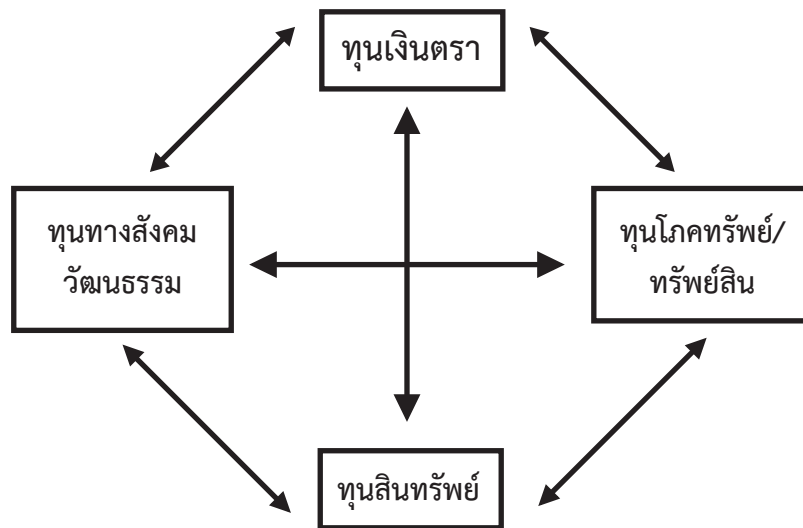 ทุนเงินตรา
ทุนทางสังคม
วัฒนธรรม
ทุนโภคทรัพย์/
ทรัพย์สิน
ทุนสินทรัพย์